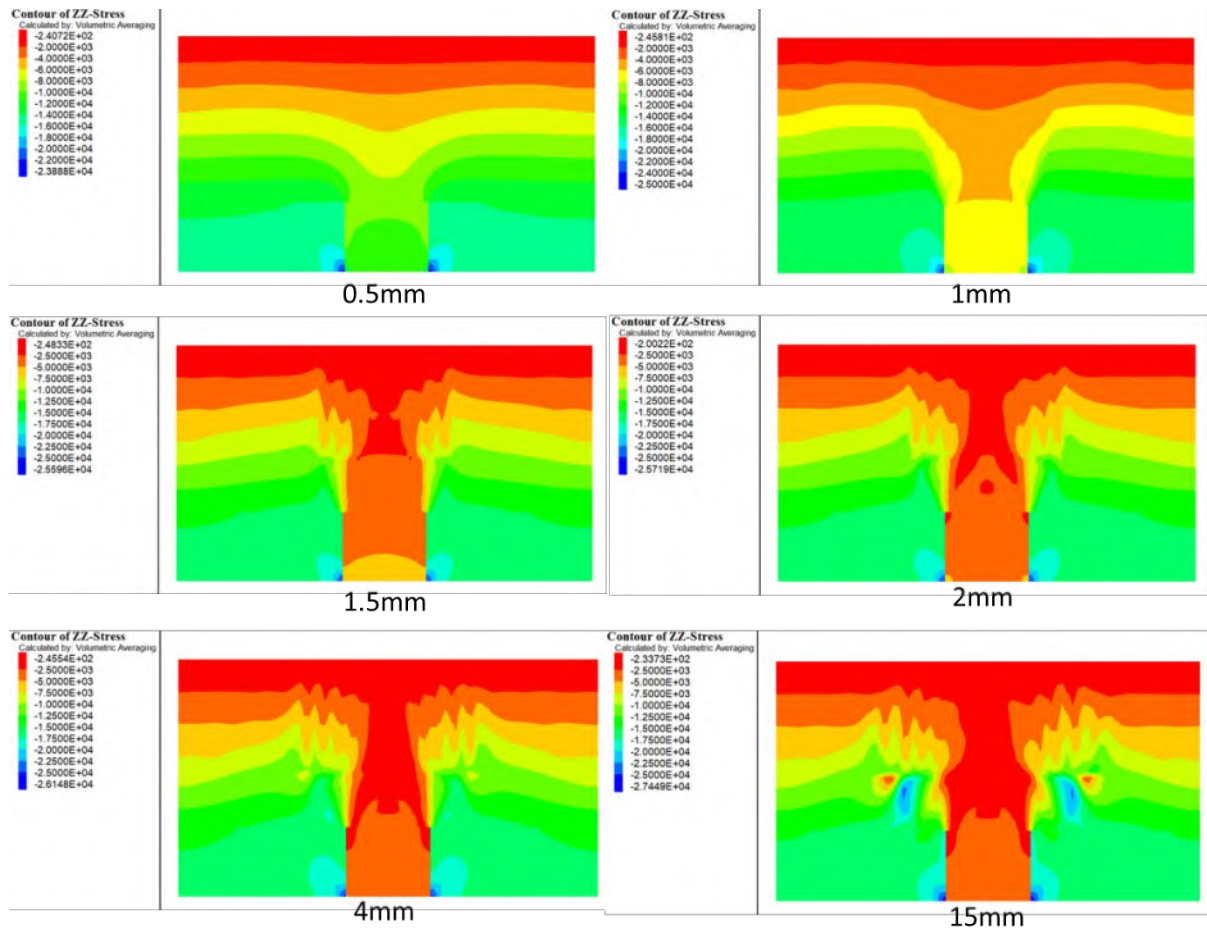 Contour of ZZ-Stress
Calculated by: Volumetric Averaging
-2.4072E+02
-2.0000E+03
-4.0000E+03
-6.0000E+03
-8.0000E+03
-1.0000E+04
-1.2000E+04
-1.4000E+04
-1.6000E+04
-1.8000E+04
-2.0000E+04
-2.2000E+04
-2.3888E+04
0.5mm
Contour of ZZ-Stress
Calculated by: Volumetric Averaging
-2.4581E+02
-2.0000E+03
-4.0000E+03
-6.0000E+03
-8.0000E+03
-1.0000E+04
-1.2000E+04
-1.4000E+04
-1.6000E+04
-1.8000E+04
-2.0000E+04
-2.2000E+04
-2.4000E+04
-2.5000E+04
1mm
Contour of ZZ-Stress
Calculated by: Volumetric Averaging
-2.4833E+02
-2.5000E+03
-5.0000E+03
-7.5000E+03
-1.0000E+04
-1.2500E+04
-1.5000E+04
-1.7500E+04
-2.0000E+04
-2.2500E+04
-2.5000E+04
-2.5596E+04
1.5mm
Contour of ZZ-Stress
Calculated by: Volumetric Averaging
-2.0022E+02
-2.5000E+03
-5.0000E+03
-7.5000E+03
-1.0000E+04
-1.2500E+04
-1.5000E+04
-1.7500E+04
-2.0000E+04
-2.2500E+04
-2.5000E+04
-2.5719E+04
2mm
Contour of ZZ-Stress
Calculated by: Volumetric Averaging
-2.4554E+02
-2.5000E+03
-5.0000E+03
-7.5000E+03
-1.0000E+04
-1.2500E+04
-1.5000E+04
-1.7500E+04
-2.0000E+04
-2.2500E+04
-2.5000E+04
-2.6148E+04
4mm
Contour of ZZ-Stress
Calculated by: Volumetric Averaging
-2.3373E+02
-2.5000E+03
-5.0000E+03
-7.5000E+03
-1.0000E+04
-1.2500E+04
-1.5000E+04
-1.7500E+04
-2.0000E+04
-2.2500E+04
-2.5000E+04
-2.7449E+04
15mm